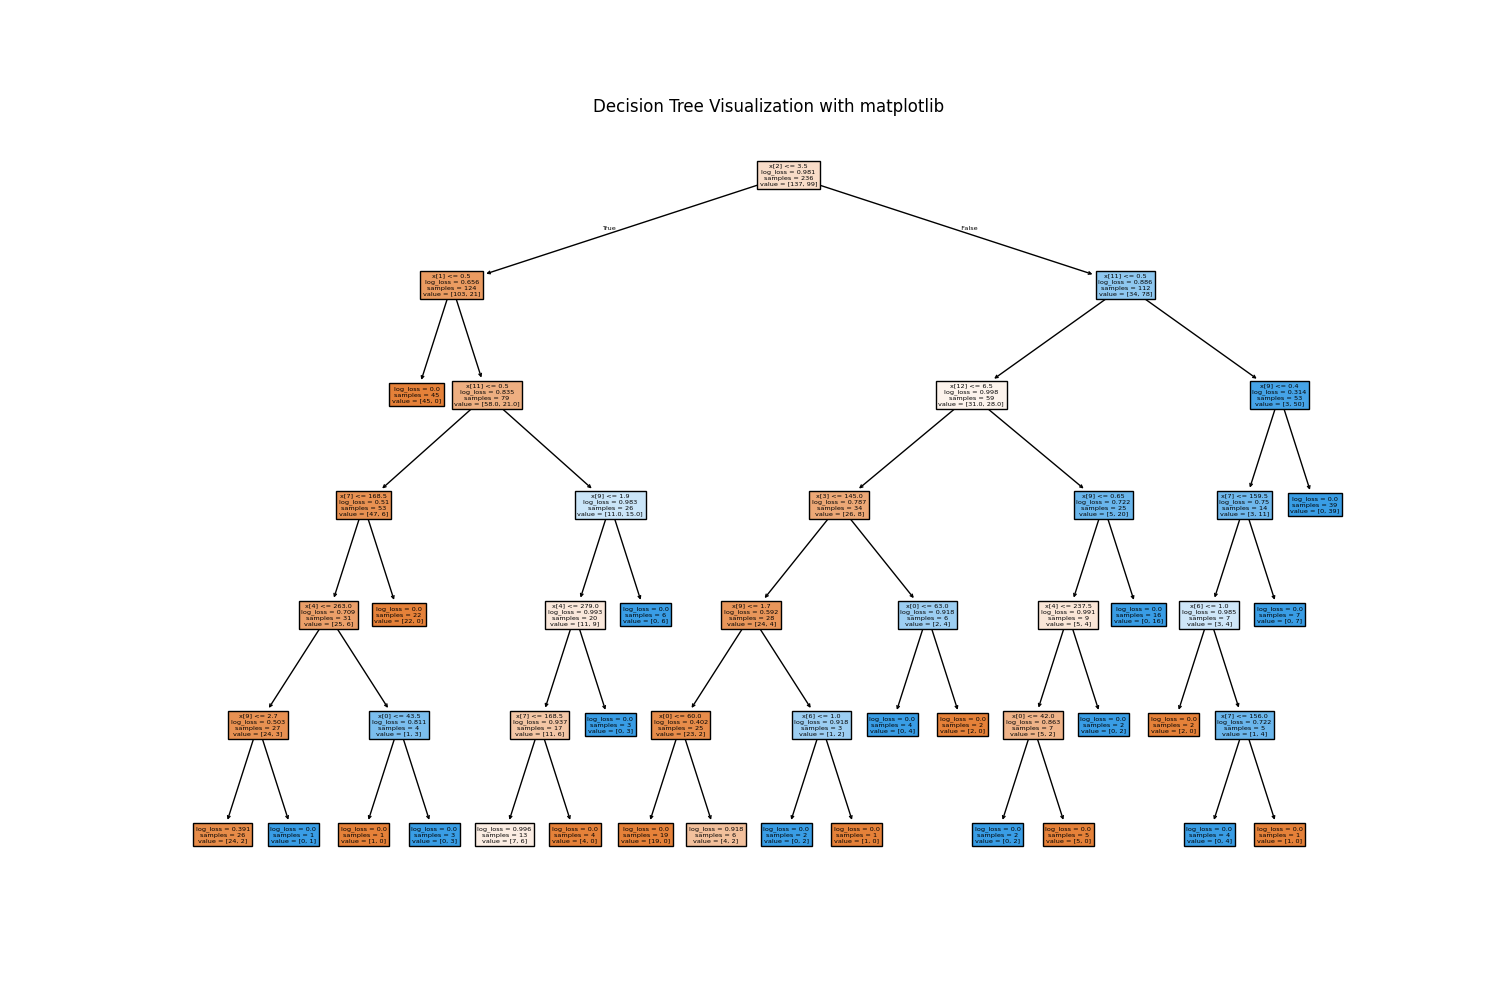 Decision Tree Visualization with matplotlib
x[2] <= 3.5
log_loss = 0.981
samples = 236
value = [137, 99]
True
False
x[1] <= 0.5
log_loss = 0.656
samples = 124
value = [103, 21]
x[11] <= 0.5
log_loss = 0.886
samples = 112
value = [34, 78]
log_loss = 0.0
samples = 45
value = [45, 0]
x[11] <= 0.5
log_loss = 0.835
samples = 79
value = [58.0, 21.0]
x[12] <= 6.5
log_loss = 0.998
samples = 59
value = [31.0, 28.0]
x[9] <= 0.4
log_loss = 0.314
samples = 53
value = [3, 50]
x[7] <= 168.5
log_loss = 0.51
samples = 53
value = [47, 6]
x[9] <= 1.9
log_loss = 0.983
samples = 26
value = [11.0, 15.0]
x[3] <= 145.0
log_loss = 0.787
samples = 34
value = [26, 8]
x[9] <= 0.65
log_loss = 0.722
samples = 25
value = [5, 20]
x[7] <= 159.5
log_loss = 0.75
samples = 14
value = [3, 11]
log_loss = 0.0
samples = 39
value = [0, 39]
x[4] <= 263.0
log_loss = 0.709
samples = 31
value = [25, 6]
log_loss = 0.0
samples = 22
value = [22, 0]
x[4] <= 279.0
log_loss = 0.993
samples = 20
value = [11, 9]
log_loss = 0.0
samples = 6
value = [0, 6]
x[9] <= 1.7
log_loss = 0.592
samples = 28
value = [24, 4]
x[0] <= 63.0
log_loss = 0.918
samples = 6
value = [2, 4]
x[4] <= 237.5
log_loss = 0.991
samples = 9
value = [5, 4]
log_loss = 0.0
samples = 16
value = [0, 16]
x[6] <= 1.0
log_loss = 0.985
samples = 7
value = [3, 4]
log_loss = 0.0
samples = 7
value = [0, 7]
x[9] <= 2.7
log_loss = 0.503
samples = 27
value = [24, 3]
x[0] <= 43.5
log_loss = 0.811
samples = 4
value = [1, 3]
x[7] <= 168.5
log_loss = 0.937
samples = 17
value = [11, 6]
log_loss = 0.0
samples = 3
value = [0, 3]
x[0] <= 60.0
log_loss = 0.402
samples = 25
value = [23, 2]
x[6] <= 1.0
log_loss = 0.918
samples = 3
value = [1, 2]
log_loss = 0.0
samples = 4
value = [0, 4]
log_loss = 0.0
samples = 2
value = [2, 0]
x[0] <= 42.0
log_loss = 0.863
samples = 7
value = [5, 2]
log_loss = 0.0
samples = 2
value = [0, 2]
log_loss = 0.0
samples = 2
value = [2, 0]
x[7] <= 156.0
log_loss = 0.722
samples = 5
value = [1, 4]
log_loss = 0.391
samples = 26
value = [24, 2]
log_loss = 0.0
samples = 1
value = [0, 1]
log_loss = 0.0
samples = 1
value = [1, 0]
log_loss = 0.0
samples = 3
value = [0, 3]
log_loss = 0.996
samples = 13
value = [7, 6]
log_loss = 0.0
samples = 4
value = [4, 0]
log_loss = 0.0
samples = 19
value = [19, 0]
log_loss = 0.918
samples = 6
value = [4, 2]
log_loss = 0.0
samples = 2
value = [0, 2]
log_loss = 0.0
samples = 1
value = [1, 0]
log_loss = 0.0
samples = 2
value = [0, 2]
log_loss = 0.0
samples = 5
value = [5, 0]
log_loss = 0.0
samples = 4
value = [0, 4]
log_loss = 0.0
samples = 1
value = [1, 0]